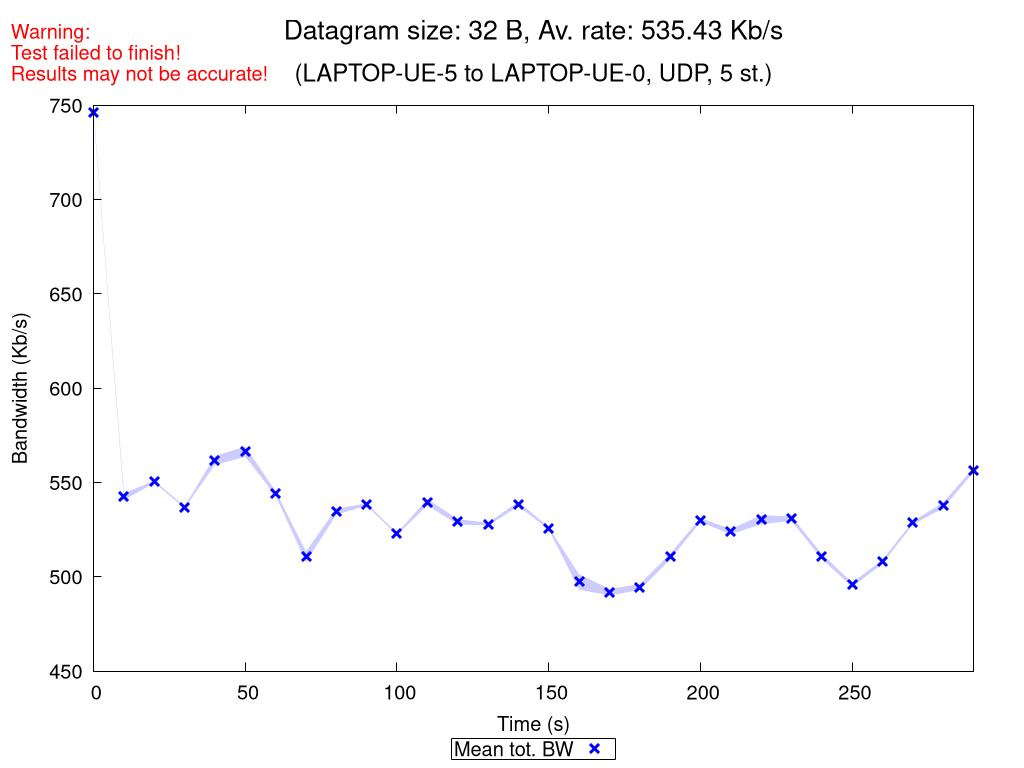 Warning:
Test failed to finish!
Results may not be accurate!
Datagram size: 32 B, Av. rate: 535.43 Kb/s
(LAPTOP-UE-5 to LAPTOP-UE-0, UDP, 5 st.)
750
700
650
600
550
500
450
Bandwidth (Kb/s)
0 50 100 150 200 250
Time (s)
Mean tot. BW